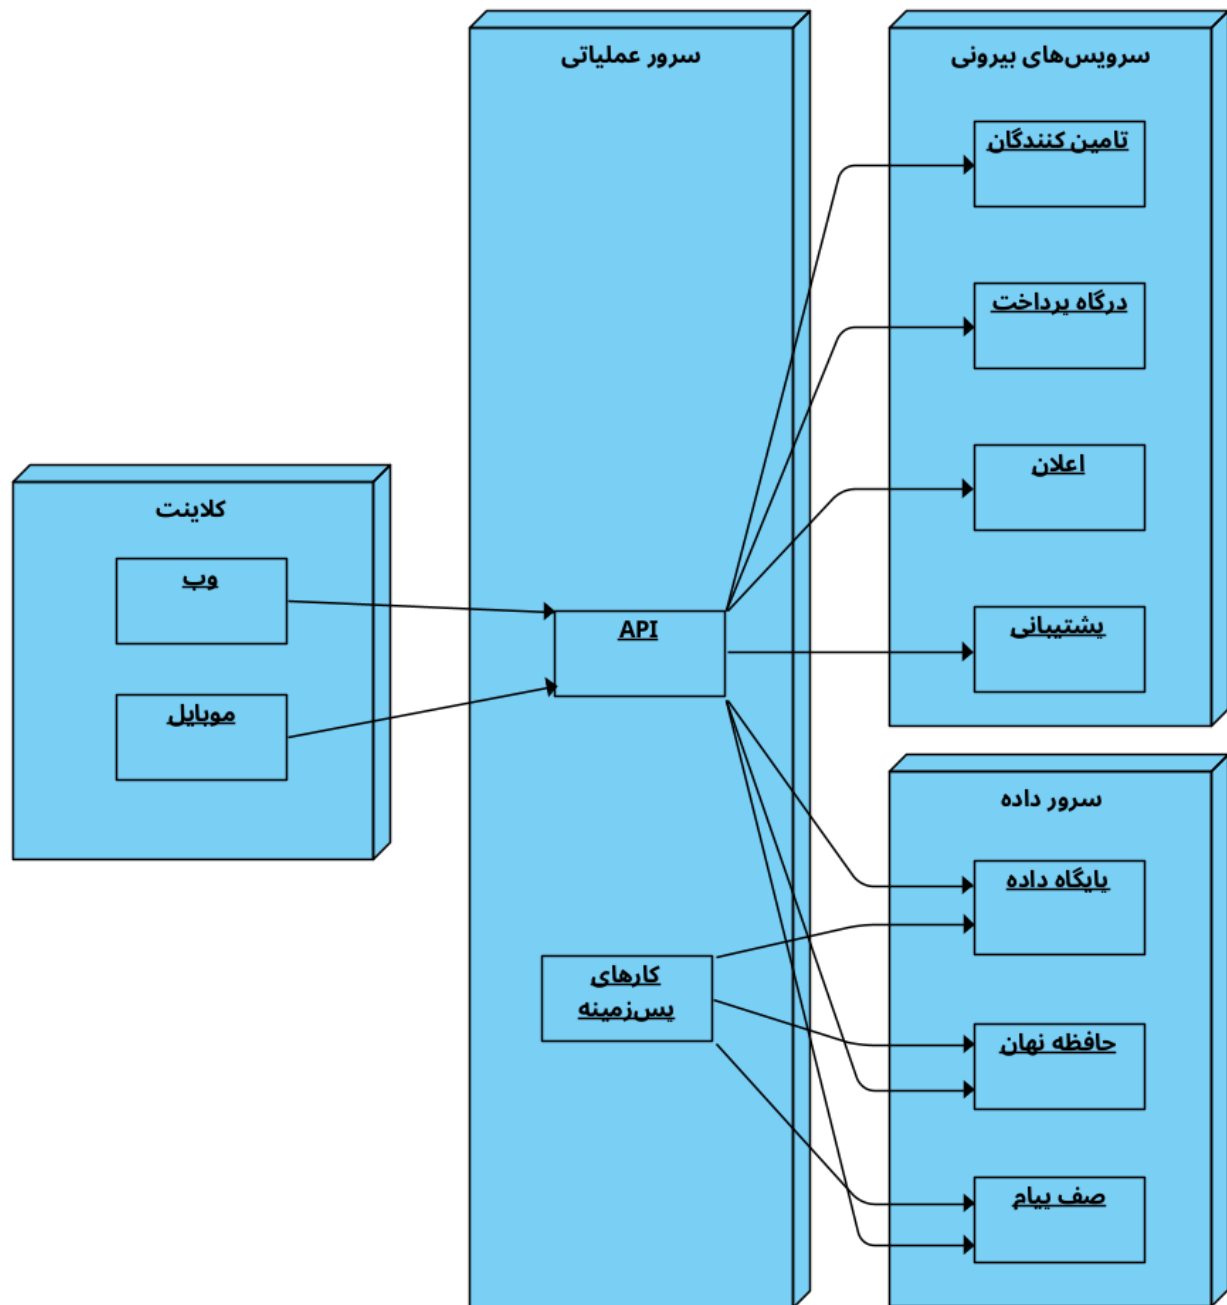 سرور عملیاتی
سرویس‌های بیرونی
تامین کنندگان
درگاه پرداخت
اعلان
پشتیبانی
کلاینت
وب
موبایل
API
کارهای
پس‌زمینه
سرور داده
پایگاه داده
حافظه نهان
صف پیام